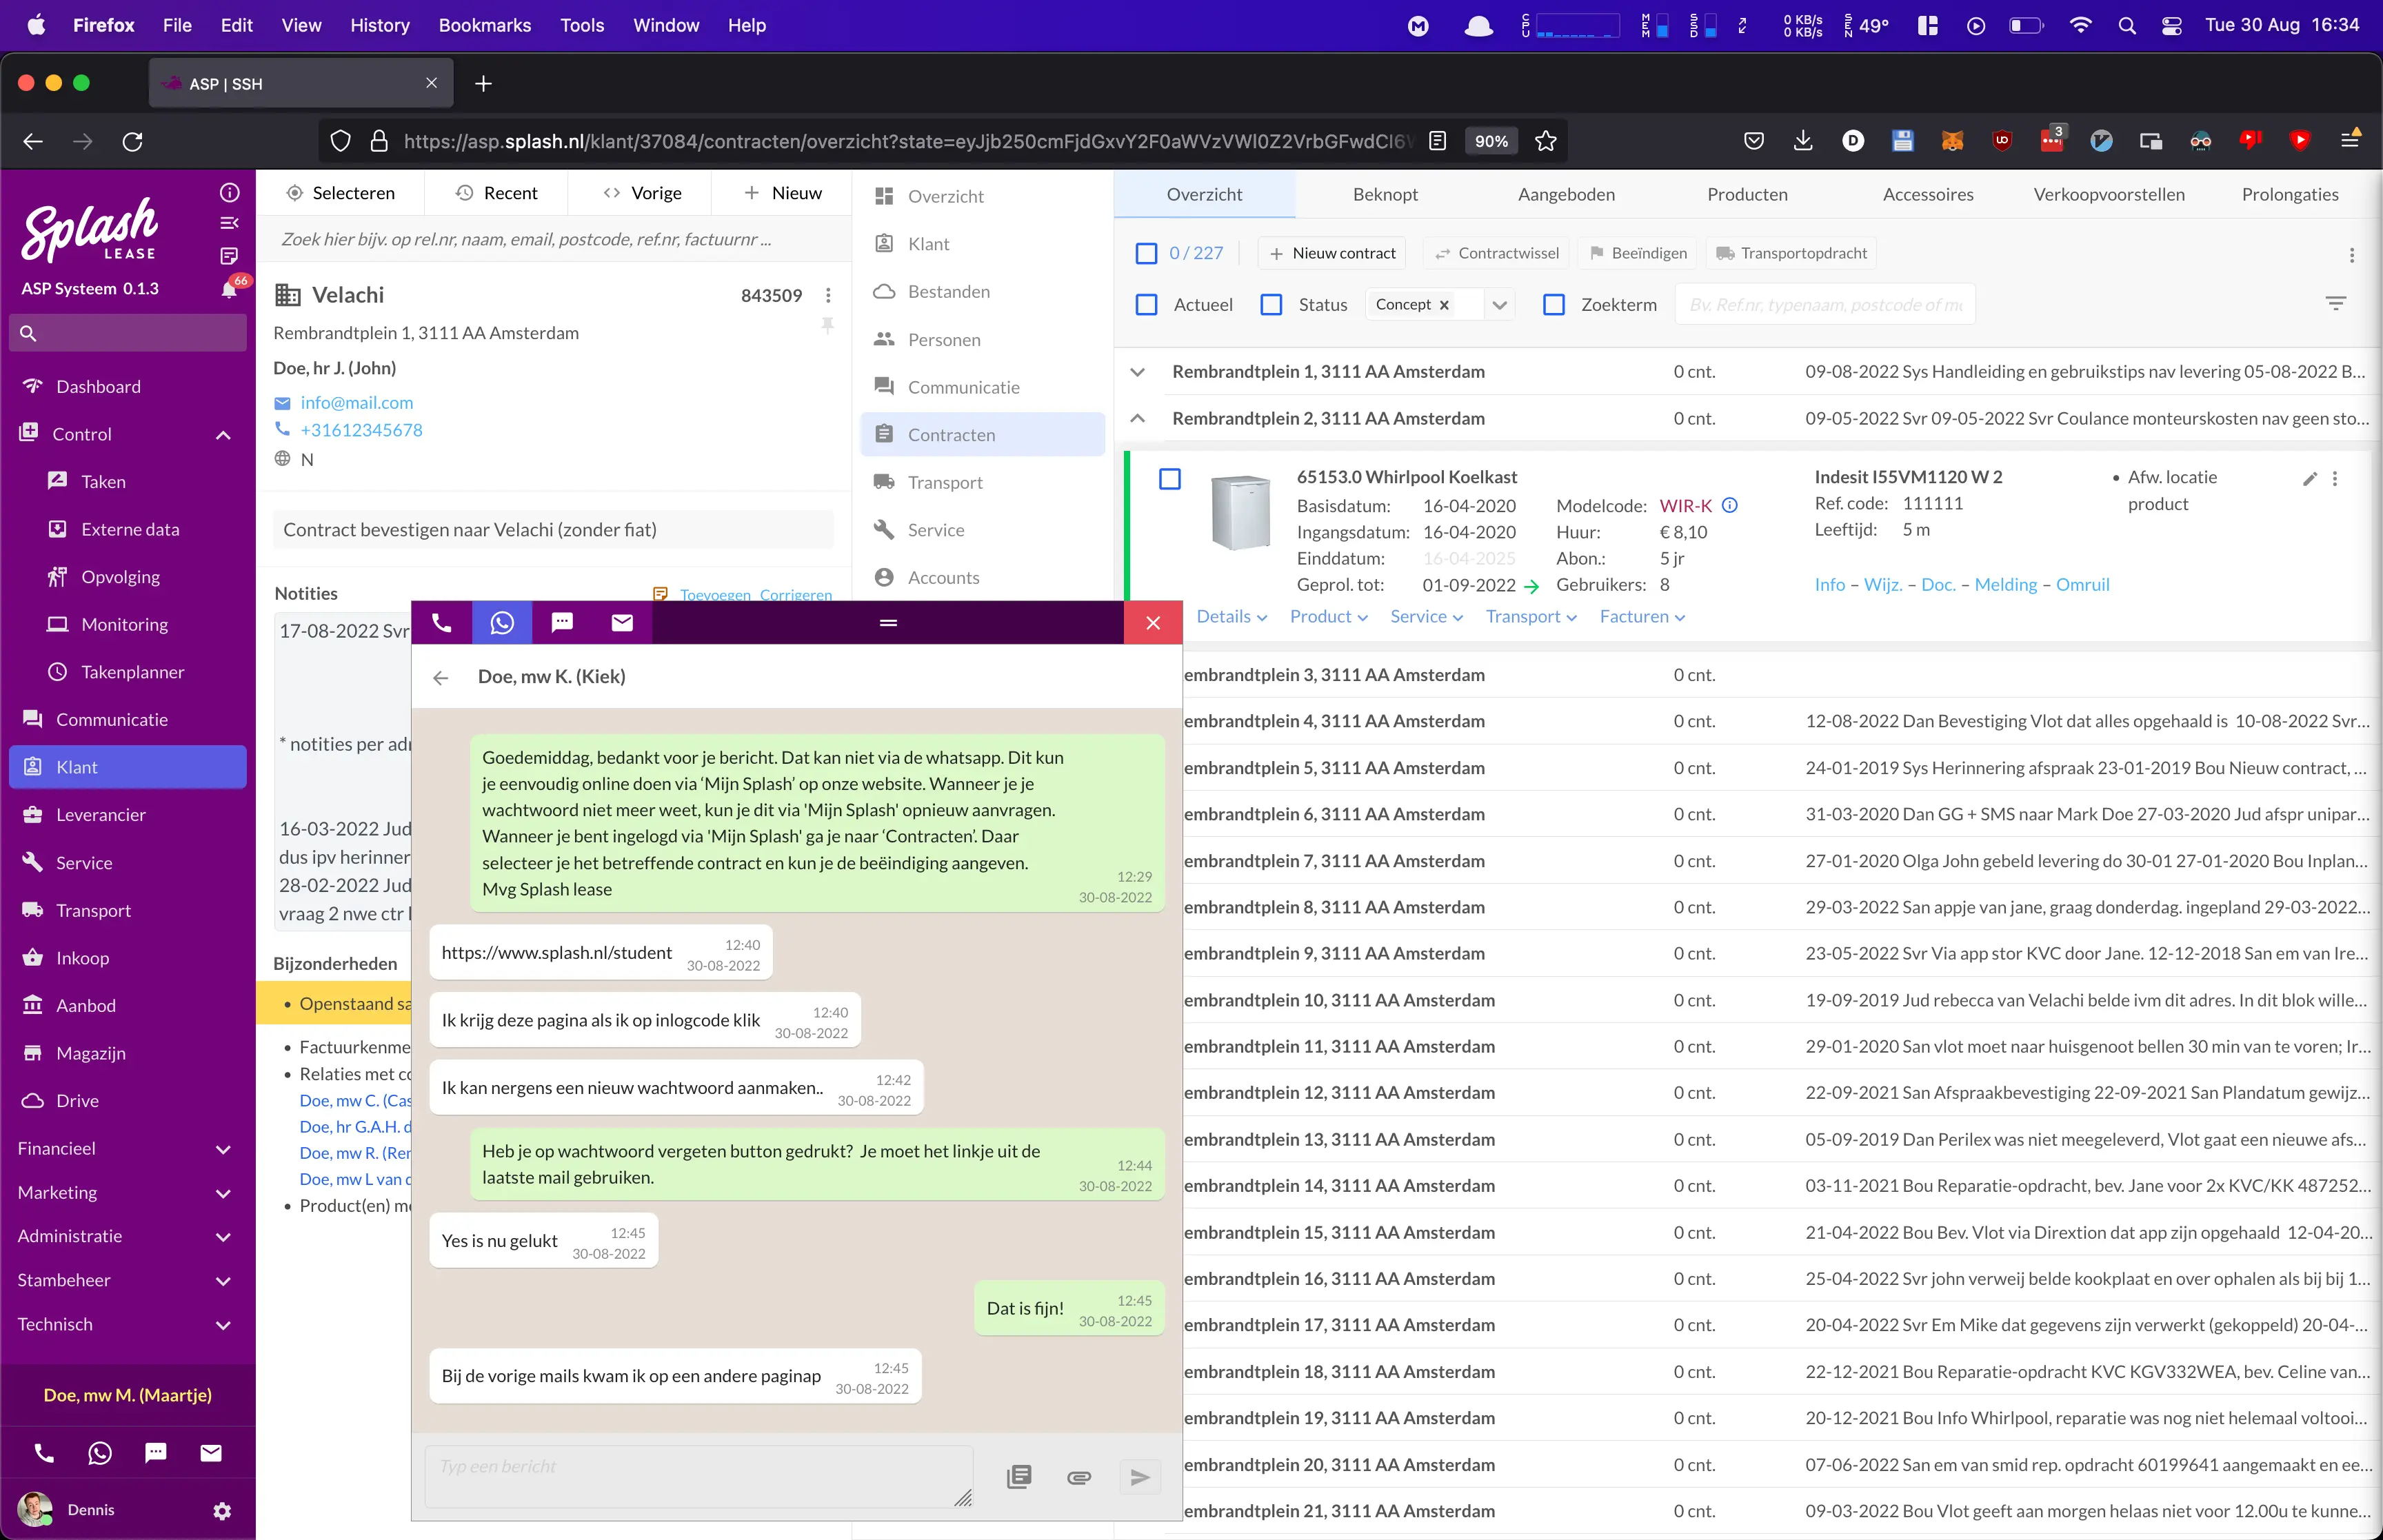 Firefox File Edit View History Bookmarks Tools Window Help
CPU MEM SSD 0 KB/s 0 KB/s SEN 49° Tue 30 Aug 16:34
ASP | SSH
https://asp.splash.nl/klant/37084/contracten/overzicht?state=eyJjb250cmFjdGxvY2F0aWVzVWl0Z2VrbGFwdCI6
90%
3
Splash
LEASE
ASP Systeem 0.1.3
66
Dashboard
Control
Taken
Externe data
Opvolging
Monitoring
Takenplanner
Communicatie
Klant
Leverancier
Service
Transport
Inkoop
Aanbod
Magazijn
Drive
Financieel
Marketing
Administratie
Stambeheer
Technisch
Doe, mw M. (Maartje)
Dennis
Selecteren Recent Vorige Nieuw
Zoek hier bijv. op rel.nr, naam, email, postcode, ref.nr, factuurnr ...
Velachi 843509
Rembrandtplein 1, 3111 AA Amsterdam
Doe, hr J. (John)
info@mail.com
+31612345678
N
Contract bevestigen naar Velachi (zonder fiat)
Notities Toevoegen Corrigeren
17-08-2022 Svr
* notities per adr
16-03-2022 Jud
dus ipv herinner
28-02-2022 Jud
vraag 2 nwe ctr
Bijzonderheden
• Openstaand sa
• Factuurkenme
• Relaties met co
Doe, mw C. (Cas
Doe, hr G.A.H. d
Doe, mw R. (Rer
Doe, mw L van d
• Product(en) me
Overzicht
Klant
Bestanden
Personen
Communicatie
Contracten
Transport
Service
Accounts
Doe, mw K. (Kiek)
Goedemiddag, bedankt voor je bericht. Dat kan niet via de whatsapp. Dit kun
je eenvoudig online doen via ‘Mijn Splash’ op onze website. Wanneer je je
wachtwoord niet meer weet, kun je dit via 'Mijn Splash' opnieuw aanvragen.
Wanneer je bent ingelogd via 'Mijn Splash' ga je naar ‘Contracten’. Daar
selecteer je het betreffende contract en kun je de beëindiging aangeven.
Mvg Splash lease
12:29
30-08-2022
https://www.splash.nl/student
12:40
30-08-2022
Ik krijg deze pagina als ik op inlogcode klik
12:40
30-08-2022
Ik kan nergens een nieuw wachtwoord aanmaken..
12:42
30-08-2022
Heb je op wachtwoord vergeten button gedrukt? Je moet het linkje uit de
laatste mail gebruiken.
12:44
30-08-2022
Yes is nu gelukt
12:45
30-08-2022
Dat is fijn!
12:45
30-08-2022
Bij de vorige mails kwam ik op een andere paginap
12:45
30-08-2022
Typ een bericht
Overzicht Beknopt Aangeboden Producten Accessoires Verkoopvoorstellen Prolongaties
0 / 227 Nieuw contract Contractwissel Beeïndigen Transportopdracht
Actueel Status Concept Zoekterm Bv. Ref.nr, typenaam, postcode of me
Rembrandtplein 1, 3111 AA Amsterdam 0 cnt. 09-08-2022 Sys Handleiding en gebruikstips nav levering 05-08-2022 B...
Rembrandtplein 2, 3111 AA Amsterdam 0 cnt. 09-05-2022 Svr 09-05-2022 Svr Coulance monteurskosten nav geen sto...
65153.0 Whirlpool Koelkast Indesit I55VM1120 W 2 • Afw. locatie
product
Basisdatum: 16-04-2020 Modelcode: WIR-K Ref. code: 111111
Ingangsdatum: 16-04-2020 Huur: € 8,10 Leeftijd: 5 m
Einddatum: 16-04-2025 Abon.: 5 jr
Geprol. tot: 01-09-2022 Gebruikers: 8 Info – Wijz. – Doc. – Melding – Omruil
Details Product Service Transport Facturen
embrandtplein 3, 3111 AA Amsterdam 0 cnt.
embrandtplein 4, 3111 AA Amsterdam 0 cnt. 12-08-2022 Dan Bevestiging Vlot dat alles opgehaald is 10-08-2022 Svr...
embrandtplein 5, 3111 AA Amsterdam 0 cnt. 24-01-2019 Sys Herinnering afspraak 23-01-2019 Bou Nieuw contract, ...
embrandtplein 6, 3111 AA Amsterdam 0 cnt. 31-03-2020 Dan GG + SMS naar Mark Doe 27-03-2020 Jud afspr unipar...
embrandtplein 7, 3111 AA Amsterdam 0 cnt. 27-01-2020 Olga John gebeld levering do 30-01 27-01-2020 Bou Inplan...
embrandtplein 8, 3111 AA Amsterdam 0 cnt. 29-03-2022 San appje van jane, graag donderdag. ingepland 29-03-2022...
embrandtplein 9, 3111 AA Amsterdam 0 cnt. 23-05-2022 Svr Via app stor KVC door Jane. 12-12-2018 San em van Ire...
embrandtplein 10, 3111 AA Amsterdam 0 cnt. 19-09-2019 Jud rebecca van Velachi belde ivm dit adres. In dit blok wille...
embrandtplein 11, 3111 AA Amsterdam 0 cnt. 29-01-2020 San vlot moet naar huisgenoot bellen 30 min van te voren; Ir...
embrandtplein 12, 3111 AA Amsterdam 0 cnt. 22-09-2021 San Afspraakbevestiging 22-09-2021 San Plandatum gewijz...
embrandtplein 13, 3111 AA Amsterdam 0 cnt. 05-09-2019 Dan Perilex was niet meegeleverd, Vlot gaat een nieuwe afs...
embrandtplein 14, 3111 AA Amsterdam 0 cnt. 03-11-2021 Bou Reparatie-opdracht, bev. Jane voor 2x KVC/KK 487252...
embrandtplein 15, 3111 AA Amsterdam 0 cnt. 21-04-2022 Bou Bev. Vlot via Dirextion dat app zijn opgehaald 12-04-20...
embrandtplein 16, 3111 AA Amsterdam 0 cnt. 25-04-2022 Svr john verweij belde kookplaat en over ophalen als bij bij 1...
embrandtplein 17, 3111 AA Amsterdam 0 cnt. 20-04-2022 Svr Em Mike dat gegevens zijn verwerkt (gekoppeld) 20-04-...
embrandtplein 18, 3111 AA Amsterdam 0 cnt. 22-12-2021 Bou Reparatie-opdracht KVC KGV332WEA, bev. Celine van...
embrandtplein 19, 3111 AA Amsterdam 0 cnt. 20-12-2021 Bou Info Whirlpool, reparatie was nog niet helemaal voltooi...
embrandtplein 20, 3111 AA Amsterdam 0 cnt. 07-06-2022 San em van smid rep. opdracht 60199641 aangemaakt en ee...
embrandtplein 21, 3111 AA Amsterdam 0 cnt. 09-03-2022 Bou Vlot geeft aan morgen helaas niet voor 12.00u te kunne...